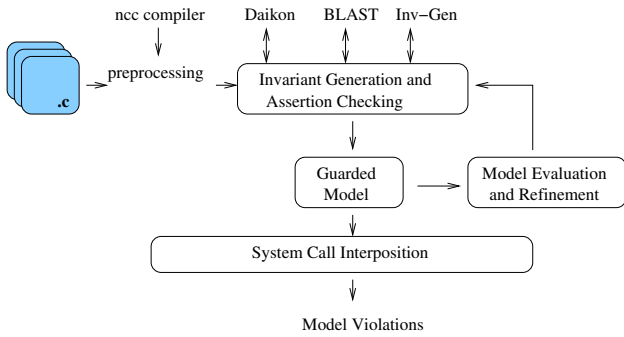 ncc compiler
Daikon
BLAST
Inv-Gen
preprocessing
.c
Invariant Generation and
Assertion Checking
Guarded
Model
Model Evaluation
and Refinement
System Call Interposition
Model Violations